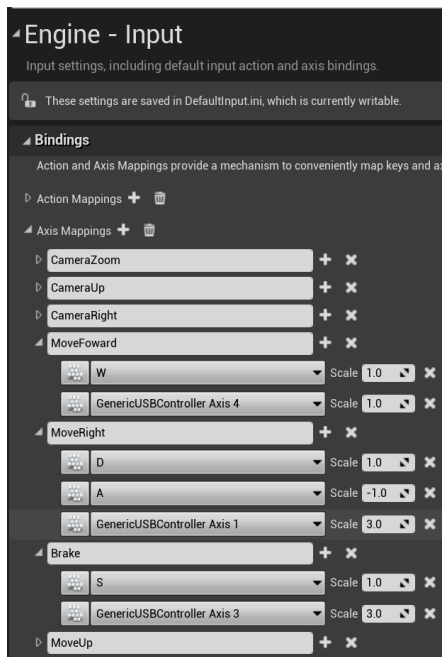 Engine - Input
Input settings, including default input action and axis bindings.
These settings are saved in DefaultInput.ini, which is currently writable.
Bindings
Action and Axis Mappings provide a mechanism to conveniently map keys and a
Action Mappings
Axis Mappings
CameraZoom
CameraUp
CameraRight
MoveFoward
W Scale 1.0
GenericUSBController Axis 4 Scale 1.0
MoveRight
D Scale 1.0
A Scale -1.0
GenericUSBController Axis 1 Scale 3.0
Brake
S Scale 1.0
GenericUSBController Axis 3 Scale 3.0
MoveUp